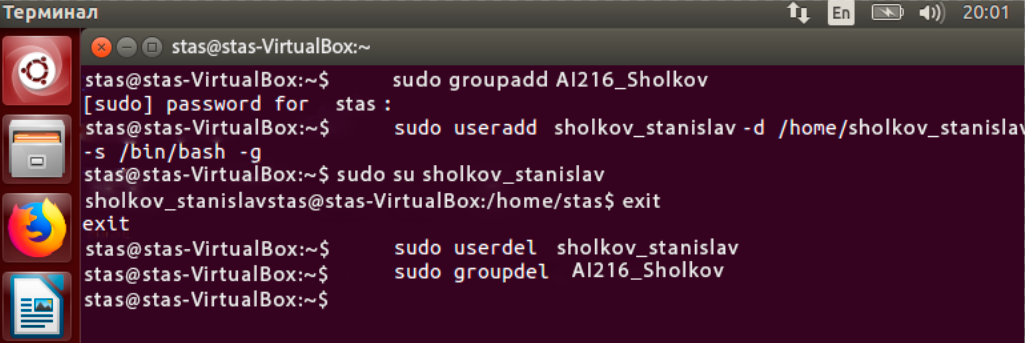 Терминал En 20:01
stas@stas-VirtualBox:~
stas@stas-VirtualBox:~$ sudo groupadd AI216_Sholkov
[sudo] password for stas :
stas@stas-VirtualBox:~$ sudo useradd sholkov_stanislav -d /home/sholkov_stanislav
-s /bin/bash -g
stas@stas-VirtualBox:~$ sudo su sholkov_stanislav
sholkov_stanislavstas@stas-VirtualBox:/home/stas$ exit
exit
stas@stas-VirtualBox:~$ sudo userdel sholkov_stanislav
stas@stas-VirtualBox:~$ sudo groupdel AI216_Sholkov
stas@stas-VirtualBox:~$